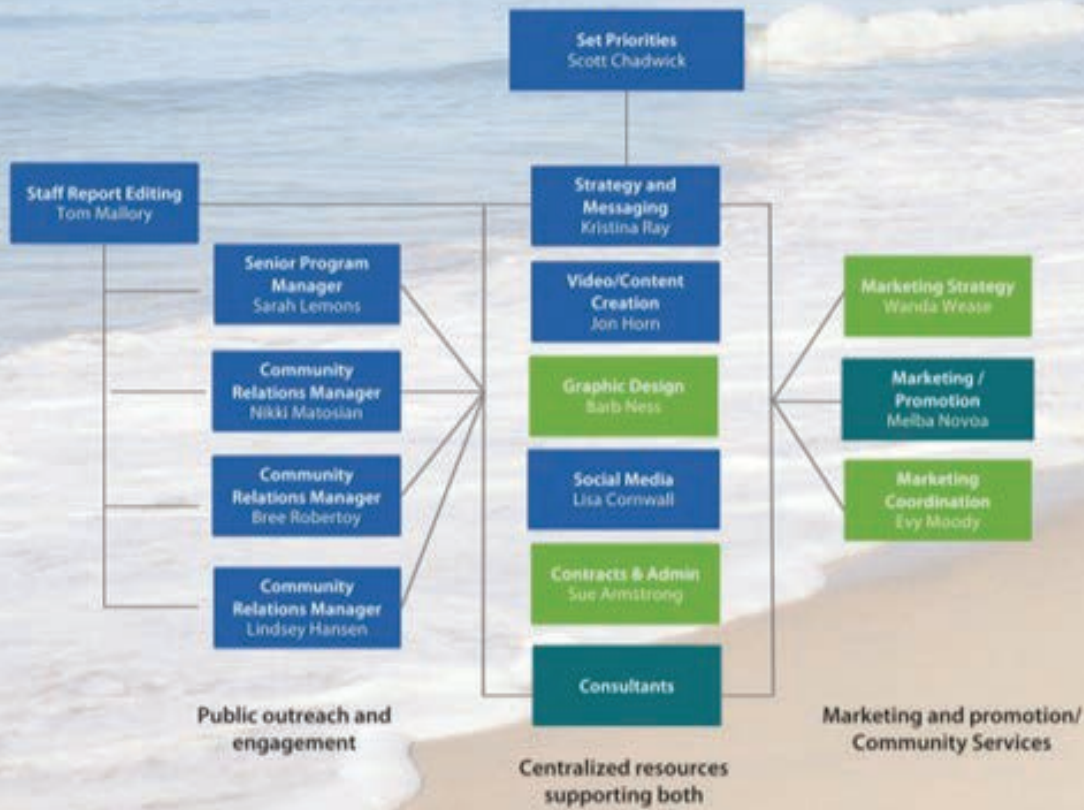 Set Priorities
Scott Chadwick
Staff Report Editing
Tom Mallory
Strategy and
Messaging
Kristina Ray
Senior Program
Manager
Sarah Lemons
Video/Content
Creation
Jon Horn
Marketing Strategy
Wanda Wease
Community
Relations Manager
Nikki Matosian
Graphic Design
Barb Ness
Marketing /
Promotion
Melba Novoa
Community
Relations Manager
Bree Robertoy
Social Media
Lisa Cornwall
Marketing
Coordination
Evy Moody
Community
Relations Manager
Lindsey Hansen
Contracts & Admin
Sue Armstrong
Consultants
Public outreach and
engagement
Centralized resources
supporting both
Marketing and promotion/
Community Services